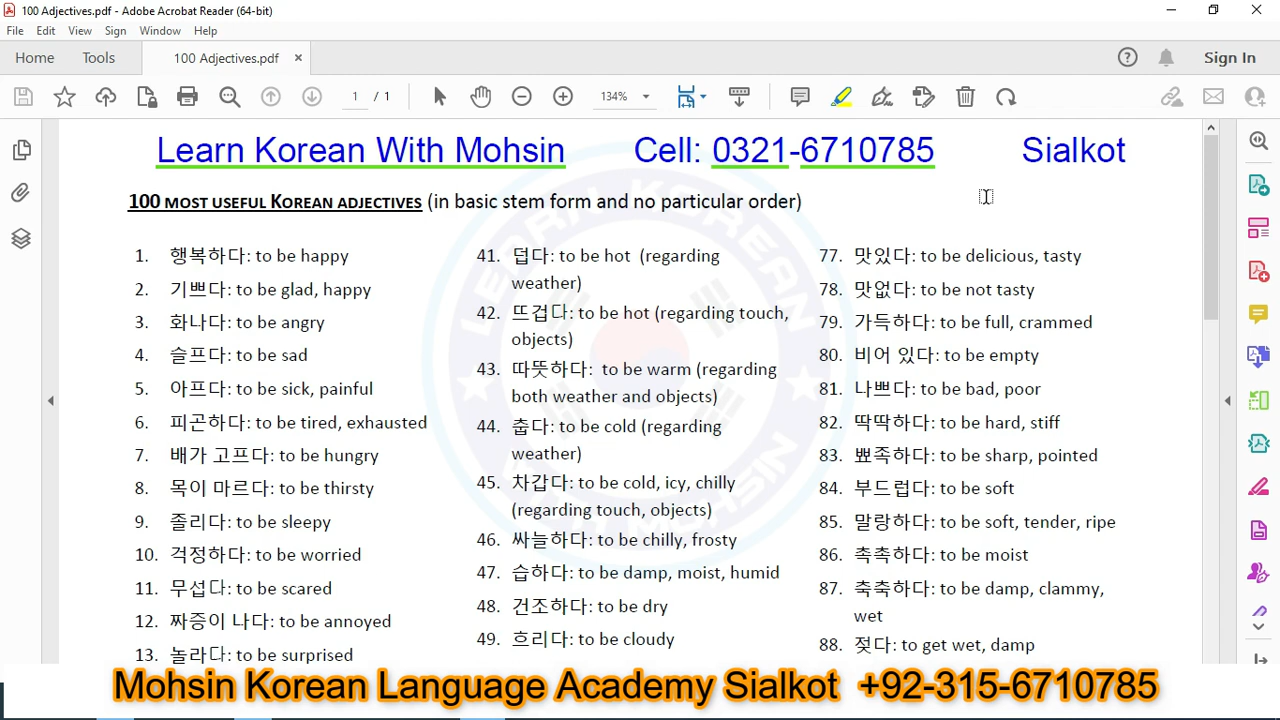 100 Adjectives.pdf - Adobe Acrobat Reader (64-bit)
File Edit View Sign Window Help
Home Tools 100 Adjectives.pdf Sign In
1 / 1 134%
Learn Korean With Mohsin Cell: 0321-6710785 Sialkot
100 MOST USEFUL KOREAN ADJECTIVES (in basic stem form and no particular order)
1. 행복하다: to be happy
2. 기쁘다: to be glad, happy
3. 화나다: to be angry
4. 슬프다: to be sad
5. 아프다: to be sick, painful
6. 피곤하다: to be tired, exhausted
7. 배가 고프다: to be hungry
8. 목이 마르다: to be thirsty
9. 졸리다: to be sleepy
10. 걱정하다: to be worried
11. 무섭다: to be scared
12. 짜증이 나다: to be annoyed
13. 놀라다: to be surprised
41. 덥다: to be hot (regarding
weather)
42. 뜨겁다: to be hot (regarding touch,
objects)
43. 따뜻하다: to be warm (regarding
both weather and objects)
44. 춥다: to be cold (regarding
weather)
45. 차갑다: to be cold, icy, chilly
(regarding touch, objects)
46. 싸늘하다: to be chilly, frosty
47. 습하다: to be damp, moist, humid
48. 건조하다: to be dry
49. 흐리다: to be cloudy
77. 맛있다: to be delicious, tasty
78. 맛없다: to be not tasty
79. 가득하다: to be full, crammed
80. 비어 있다: to be empty
81. 나쁘다: to be bad, poor
82. 딱딱하다: to be hard, stiff
83. 뾰족하다: to be sharp, pointed
84. 부드럽다: to be soft
85. 말랑하다: to be soft, tender, ripe
86. 촉촉하다: to be moist
87. 축축하다: to be damp, clammy,
wet
88. 젖다: to get wet, damp
Mohsin Korean Language Academy Sialkot +92-315-6710785